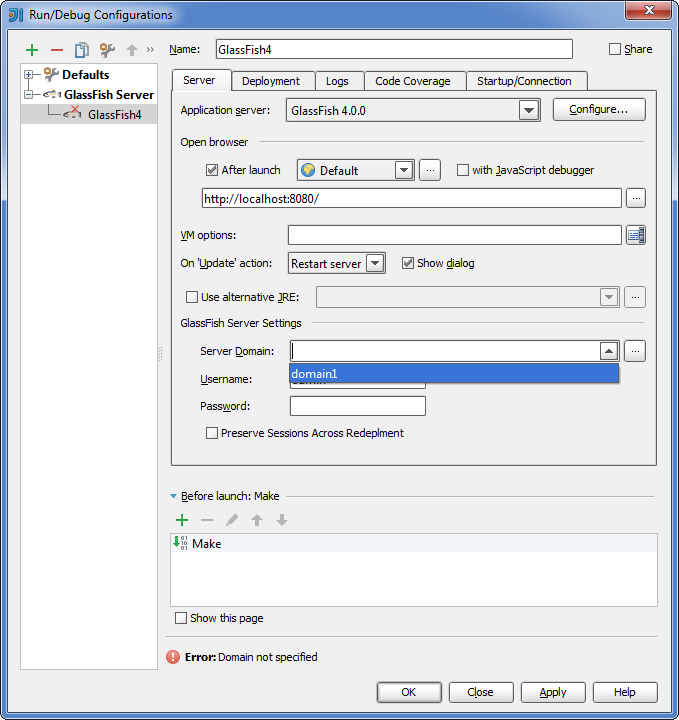 Run/Debug Configurations
Name: GlassFish4 Share
Defaults
GlassFish Server
GlassFish4
Server Deployment Logs Code Coverage Startup/Connection
Application server: GlassFish 4.0.0 Configure...
Open browser
After launch Default ... with JavaScript debugger
http://localhost:8080/ ...
VM options:
On 'Update' action: Restart server Show dialog
Use alternative JRE: ...
GlassFish Server Settings
Server Domain: ...
domain1
Username:
Password:
Preserve Sessions Across Redeplment
Before launch: Make
Make
Show this page
Error: Domain not specified
OK Close Apply Help